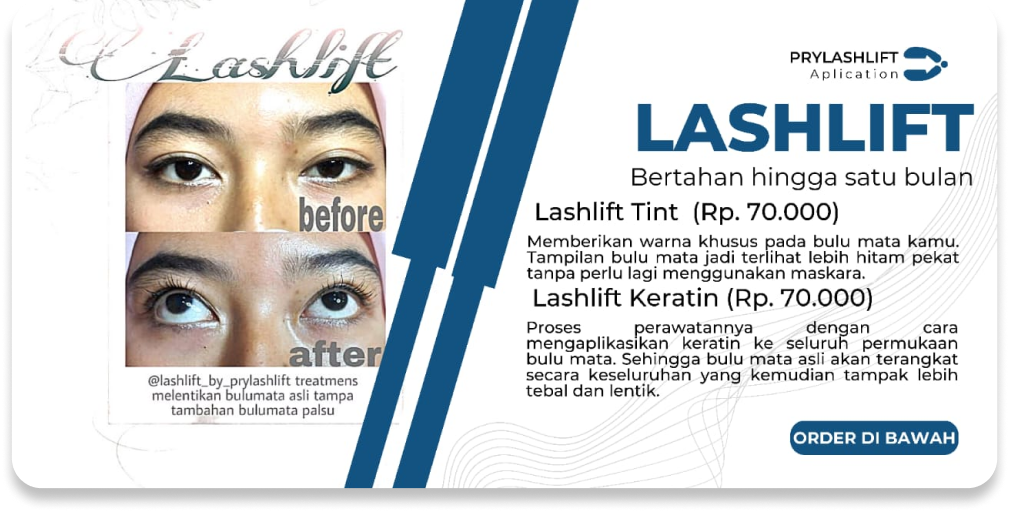 Lashlift
before
after
@lashlift_by_prylashlift treatmens
melentikan bulumata asli tampa
tambahan bulumata palsu
PRYLASHLIFT
Aplication
LASHLIFT
Bertahan hingga satu bulan
Lashlift Tint (Rp. 70.000)
Memberikan warna khusus pada bulu mata kamu.
Tampilan bulu mata jadi terlihat lebih hitam pekat
tanpa perlu lagi menggunakan maskara.
Lashlift Keratin (Rp. 70.000)
Proses perawatannya dengan cara
mengaplikasikan keratin ke seluruh permukaan
bulu mata. Sehingga bulu mata asli akan terangkat
secara keseluruhan yang kemudian tampak lebih
tebal dan lentik.
ORDER DI BAWAH